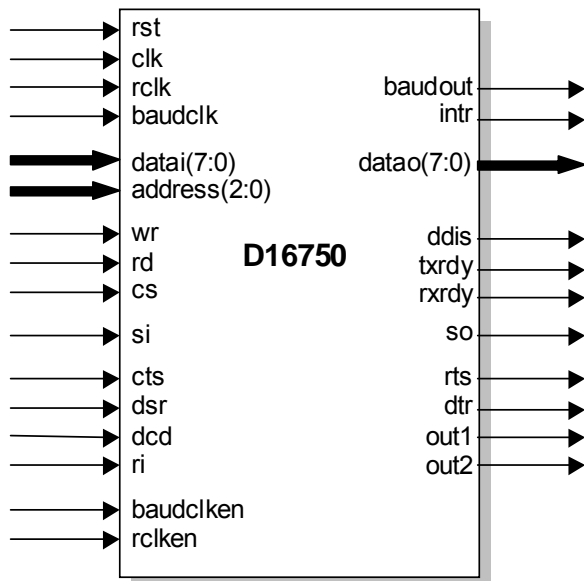 rst
clk
rclk
baudclk
datai(7:0)
address(2:0)
wr
rd
cs
si
cts
dsr
dcd
ri
baudclken
rclken
D16750
baudout
intr
datao(7:0)
ddis
txrdy
rxrdy
so
rts
dtr
out1
out2